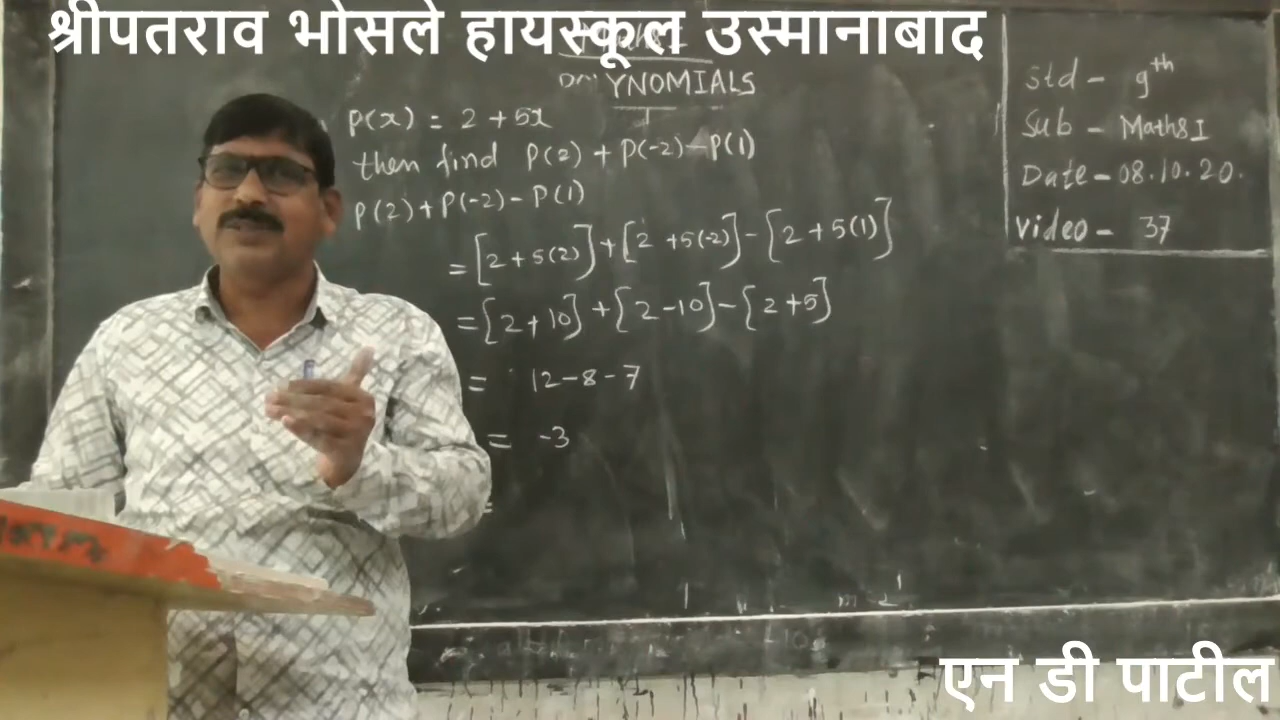 श्रीपतराव भोसले हायस्कूल उस्मानाबाद
YNOMIALS
P(x) = 2 + 5x
then find P(2) + P(-2) - P(1)
P(2) + P(-2) - P(1)
= [2 + 5(2)] + [2 + 5(-2)] - [2 + 5(1)]
= [2 + 10] + [2 - 10] - [2 + 5]
= 12 - 8 - 7
= -3
=
Std - 9th
Sub - Maths I
Date - 08.10.20.
Video - 37
एन डी पाटील